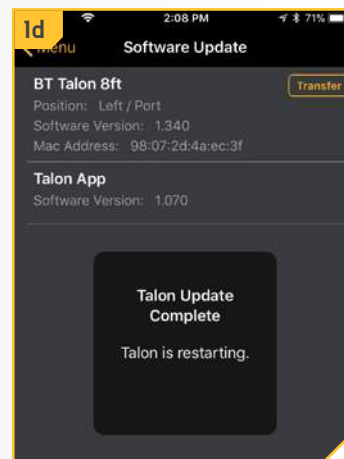 1d
2:08 PM
71%
Menu
Software Update
BT Talon 8ft
Transfer
Position: Left / Port
Software Version: 1.340
Mac Address: 98:07:2d:4a:ec:3f
Talon App
Software Version: 1.070
Talon Update
Complete
Talon is restarting.